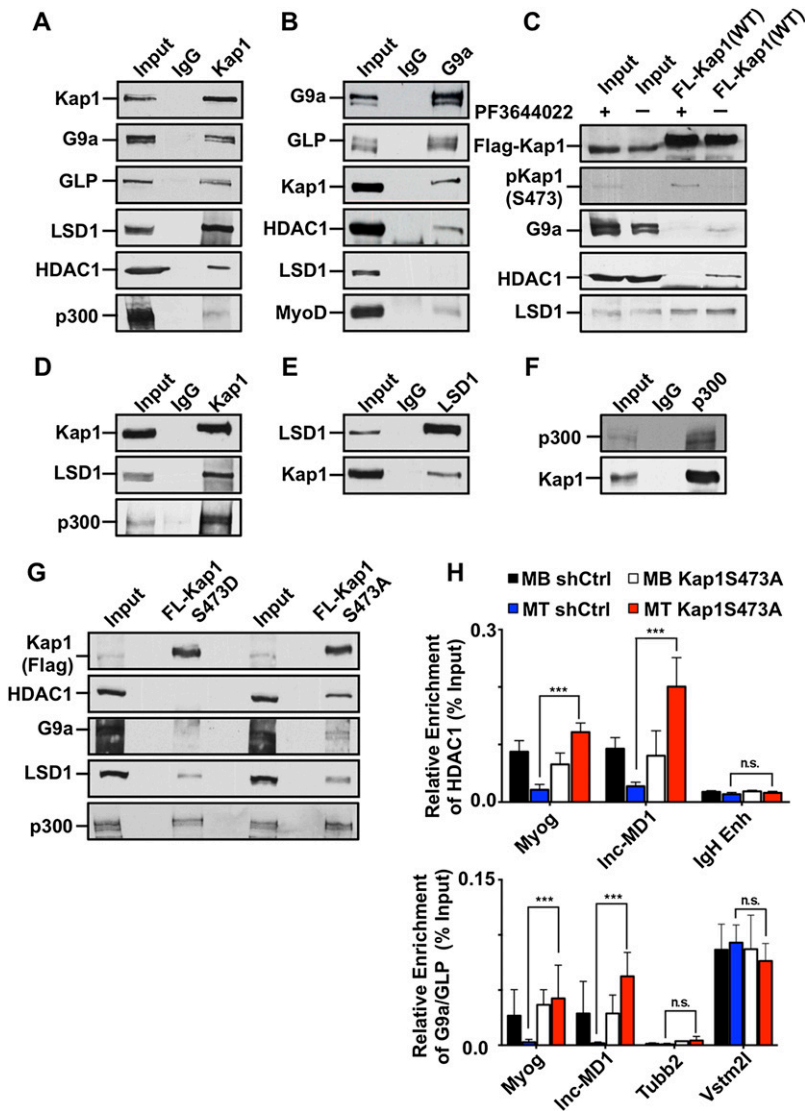 A
Input IgG Kap1
Kap1
G9a
GLP
LSD1
HDAC1
p300
B
Input IgG G9a
G9a
GLP
Kap1
HDAC1
LSD1
MyoD
C
Input Input FL-Kap1(WT) FL-Kap1(WT)
PF3644022 + − + −
Flag-Kap1
pKap1
(S473)
G9a
HDAC1
LSD1
D
Input IgG Kap1
Kap1
LSD1
p300
E
Input IgG LSD1
LSD1
Kap1
F
Input IgG p300
p300
Kap1
G
Input FL-Kap1 S473D Input FL-Kap1 S473A
Kap1
(Flag)
HDAC1
G9a
LSD1
p300
H
MB shCtrl MB Kap1S473A
MT shCtrl MT Kap1S473A
Relative Enrichment
of HDAC1 (% Input)
0.3
0.0
*** *** n.s.
Myog lnc-MD1 IgH Enh
Relative Enrichment
of G9a/GLP (% Input)
0.15
0.0
*** *** n.s. n.s.
Myog lnc-MD1 Tubb2 Vstm2l